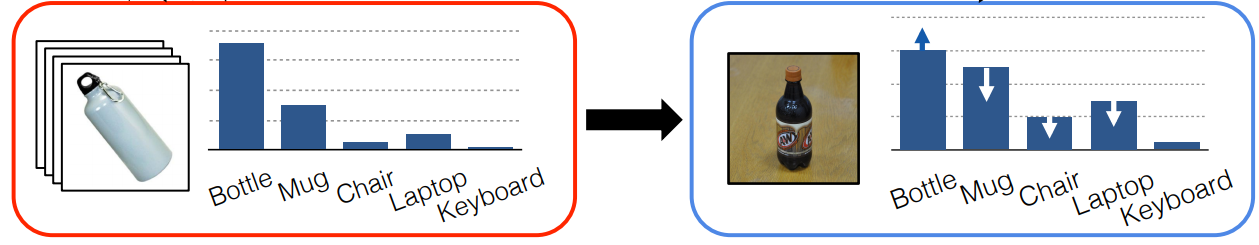 Bottle
Mug
Chair
Laptop
Keyboard
A&W
Bottle
Mug
Chair
Laptop
Keyboard